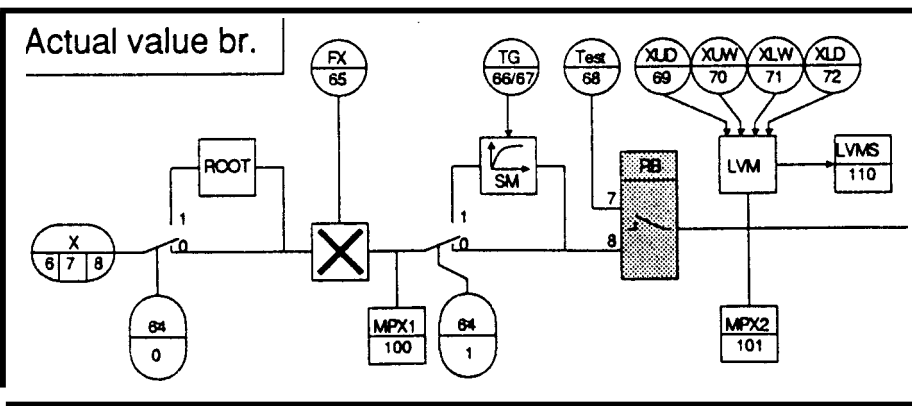 Actual value br.
FX
65
TG
66/67
Test
68
XUD
69
XUW
70
XLW
71
XLD
72
ROOT
SM
RB
LVM
LVMS
110
1
0
X
6 7 8
1
0
7
8
64
0
MPX1
100
64
1
MPX2
101